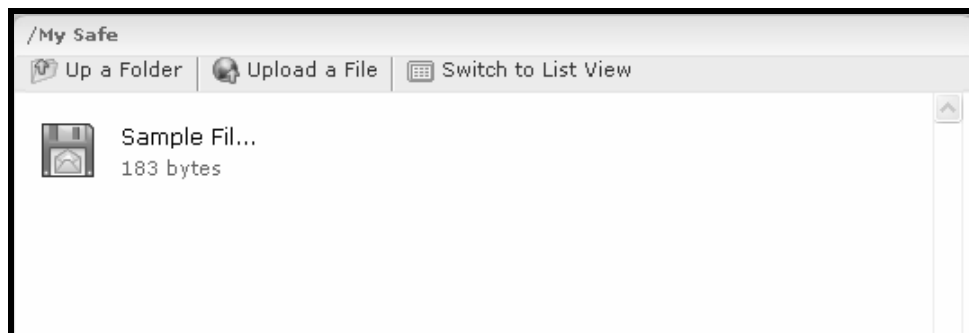 /My Safe
Up a Folder Upload a File Switch to List View
Sample Fil...
183 bytes